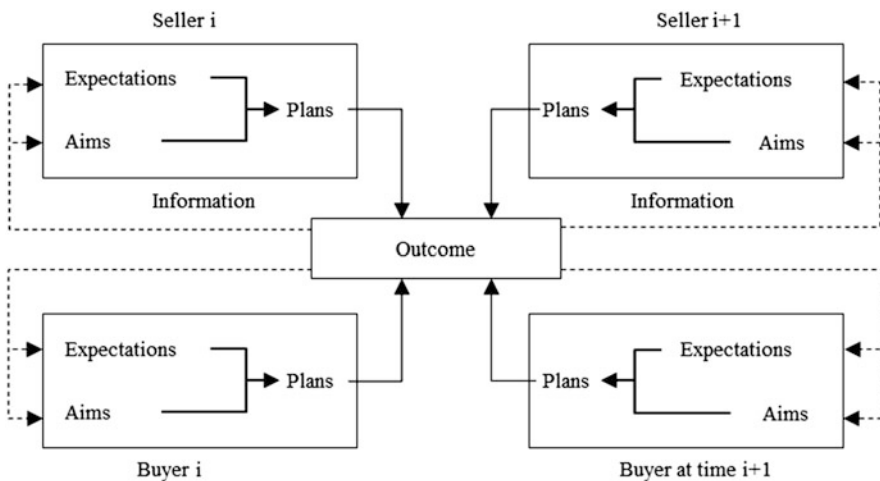 Seller i
Seller i+1
Expectations
Plans
Aims
Expectations
Plans
Aims
Information
Information
Outcome
Expectations
Plans
Aims
Expectations
Plans
Aims
Buyer i
Buyer at time i+1